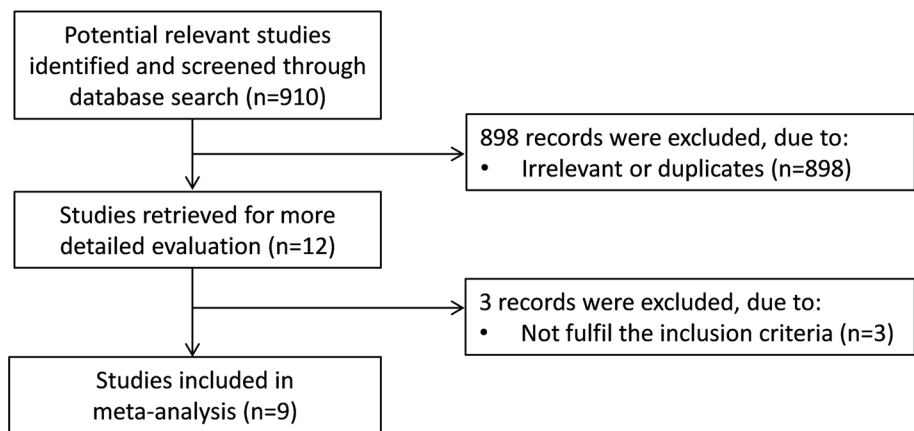 Potential relevant studies
identified and screened through
database search (n=910)
898 records were excluded, due to:
• Irrelevant or duplicates (n=898)
Studies retrieved for more
detailed evaluation (n=12)
3 records were excluded, due to:
• Not fulfil the inclusion criteria (n=3)
Studies included in
meta-analysis (n=9)